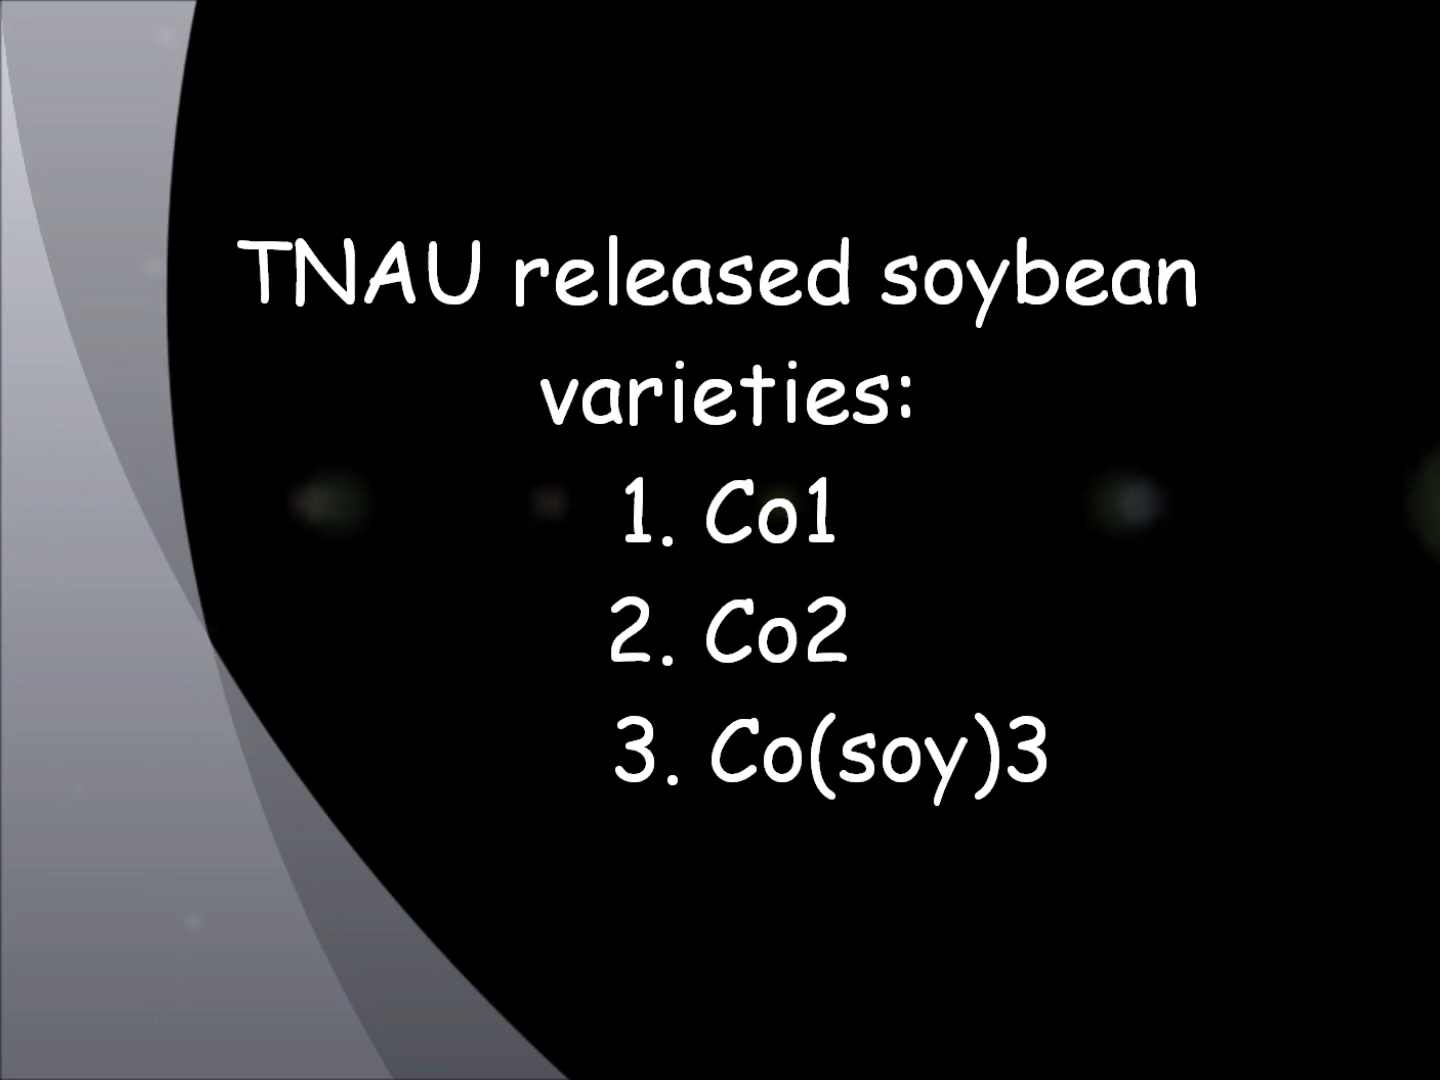 TNAU released soybean
varieties:
1. Co1
2. Co2
3. Co(soy)3